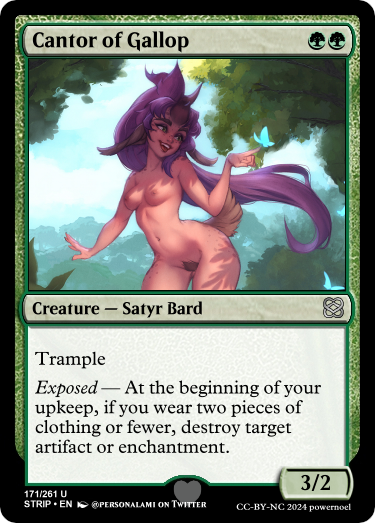 Cantor of Gallop
Creature — Satyr Bard
Trample
Exposed — At the beginning of your
upkeep, if you wear two pieces of
clothing or fewer, destroy target
artifact or enchantment.
3/2
171/261 U
STRIP • EN @PERSONALAMI ON TWITTER
CC-BY-NC 2024 powernoel